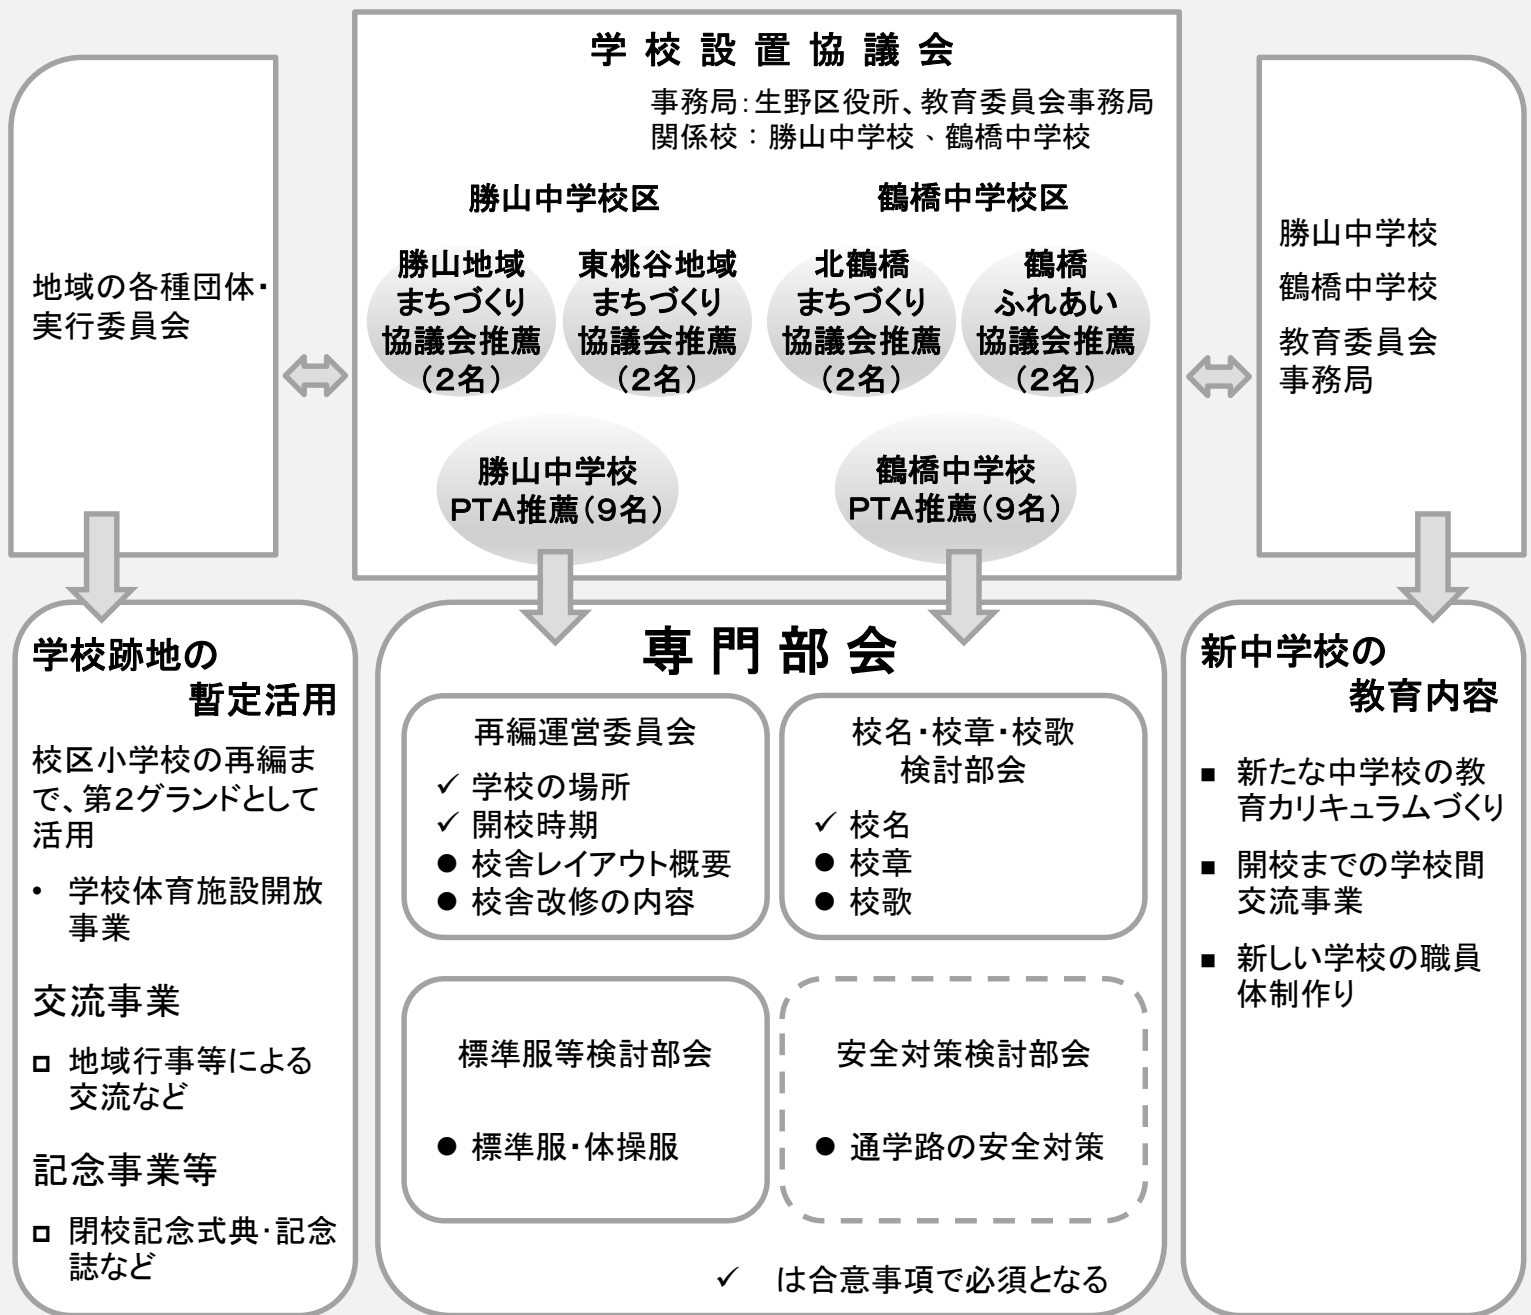 学校設置協議会
事務局：生野区役所、教育委員会事務局
関係校：勝山中学校、鶴橋中学校
勝山中学校区
鶴橋中学校区
勝山地域
まちづくり
協議会推薦
（2名）
東桃谷地域
まちづくり
協議会推薦
（2名）
北鶴橋
まちづくり
協議会推薦
（2名）
鶴橋
ふれあい
協議会推薦
（2名）
勝山中学校
PTA推薦（9名）
鶴橋中学校
PTA推薦（9名）
地域の各種団体・
実行委員会
勝山中学校
鶴橋中学校
教育委員会
事務局
学校跡地の
暫定活用
校区小学校の再編ま
で、第2グランドとして
活用
• 学校体育施設開放
事業
交流事業
□ 地域行事等による
交流など
記念事業等
□ 閉校記念式典・記念
誌など
専門部会
再編運営委員会
✓ 学校の場所
✓ 開校時期
● 校舎レイアウト概要
● 校舎改修の内容
校名・校章・校歌
検討部会
✓ 校名
● 校章
● 校歌
標準服等検討部会
● 標準服・体操服
安全対策検討部会
● 通学路の安全対策
✓ は合意事項で必須となる
新中学校の
教育内容
■ 新たな中学校の教
育カリキュラムづくり
■ 開校までの学校間
交流事業
■ 新しい学校の職員
体制作り